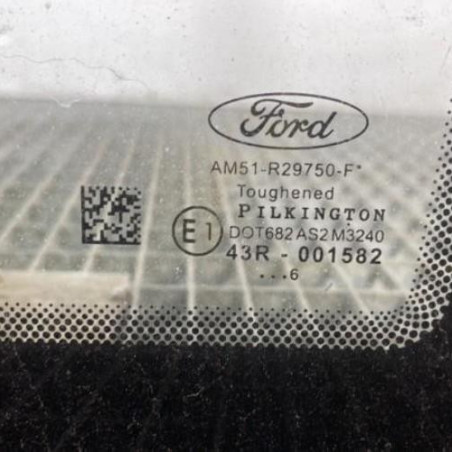 Ford
AM51-R29750-F*
Toughened
PILKINGTON
E1 DOT682 AS2 M3240
43R - 001582
...6